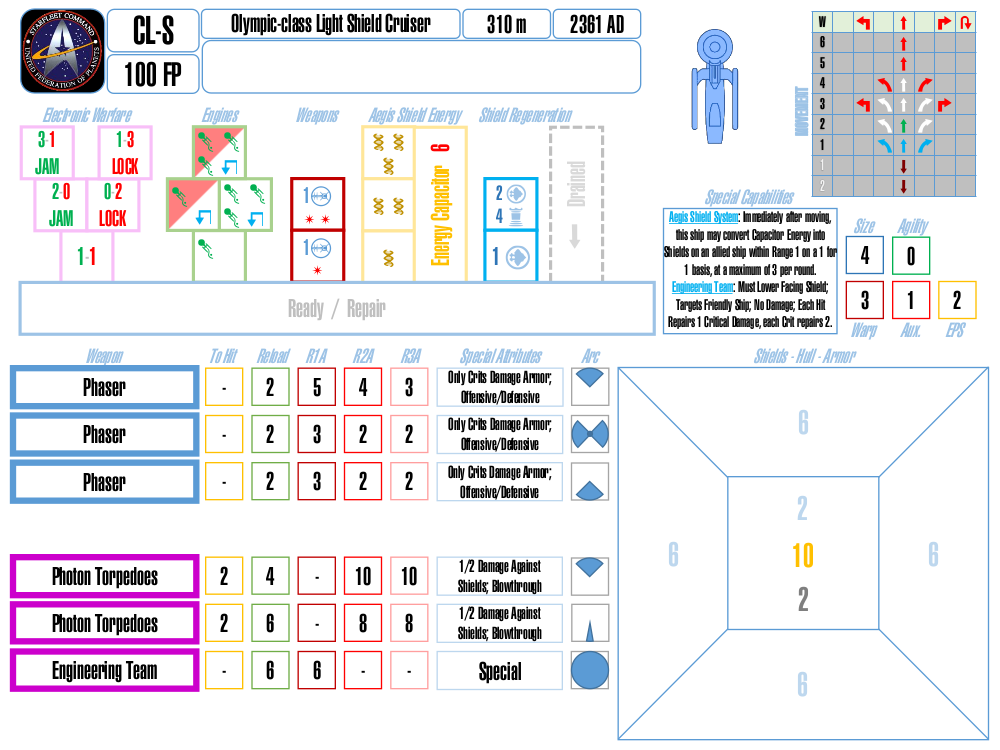 STARFLEET COMMAND
UNITED FEDERATION OF PLANETS
CL-S
Olympic-class Light Shield Cruiser
310 m
2361 AD
100 FP
Electronic Warfare
Engines
Weapons
Aegis Shield Energy
Shield Regeneration
3-1
JAM
1-3
LOCK
2-0
JAM
0-2
LOCK
1-1
1
1
Energy Capacitor 6
2
4
1
Drained
Ready / Repair
MOVEMENT
W
6
5
4
3
2
1
1
2
Special Capabilities
Aegis Shield System: Immediately after moving,
this ship may convert Capacitor Energy into
Shields on an allied ship within Range 1 on a 1 for
1 basis, at a maximum of 3 per round.
Engineering Team: Must Lower Facing Shield;
Targets Friendly Ship; No Damage; Each Hit
Repairs 1 Critical Damage, each Crit repairs 2.
Size
Agility
4
0
3
1
2
Warp
Aux.
EPS
Weapon
To Hit
Reload
R1A
R2A
R3A
Special Attributes
Arc
Phaser
-
2
5
4
3
Only Crits Damage Armor;
Offensive/Defensive
Phaser
-
2
3
2
2
Only Crits Damage Armor;
Offensive/Defensive
Phaser
-
2
3
2
2
Only Crits Damage Armor;
Offensive/Defensive
Photon Torpedoes
2
4
-
10
10
1/2 Damage Against
Shields; Blowthrough
Photon Torpedoes
2
6
-
8
8
1/2 Damage Against
Shields; Blowthrough
Engineering Team
-
6
6
-
-
Special
Shields - Hull - Armor
6
2
6
10
6
2
6